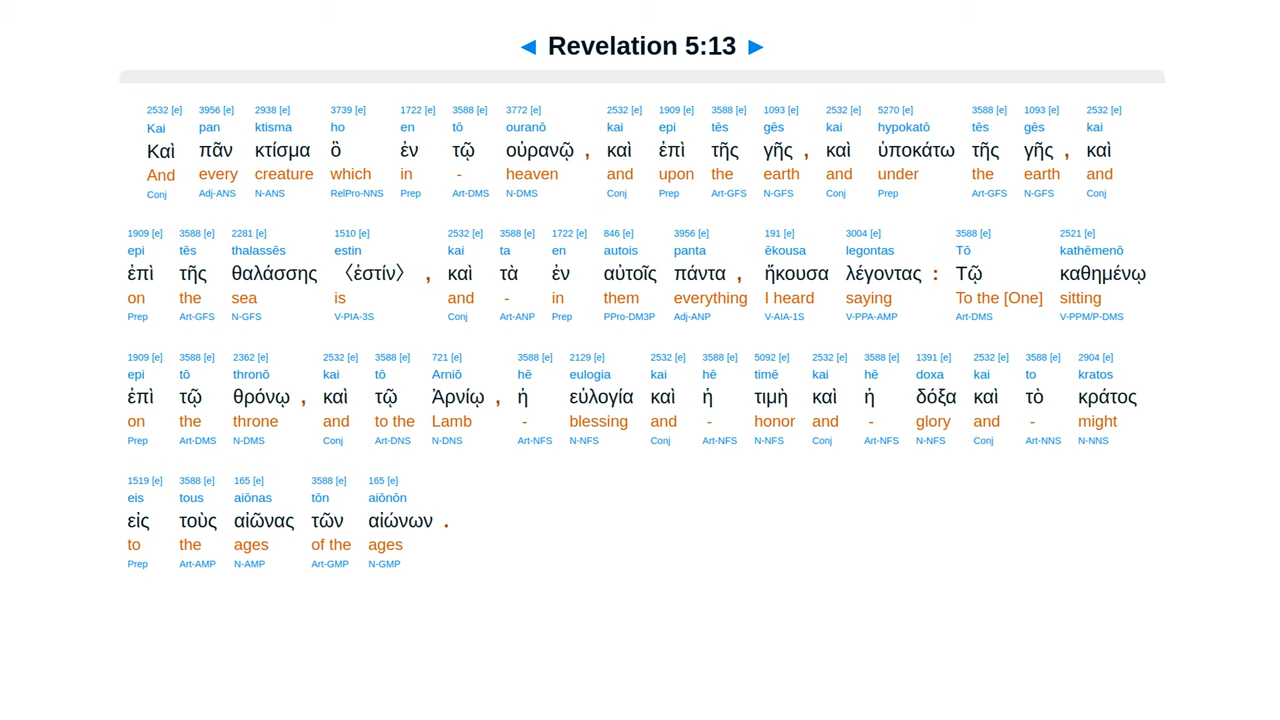 ◄ Revelation 5:13 ►
2532 [e] 3956 [e] 2938 [e] 3739 [e] 1722 [e] 3588 [e] 3772 [e] 2532 [e] 1909 [e] 3588 [e] 1093 [e] 2532 [e] 5270 [e] 3588 [e] 1093 [e] 2532 [e]
Kai pan ktisma ho en tō ouranō kai epi tēs gēs kai hypokatō tēs gēs kai
Καὶ πᾶν κτίσμα ὃ ἐν τῷ οὐρανῷ , καὶ ἐπὶ τῆς γῆς , καὶ ὑποκάτω τῆς γῆς , καὶ
And every creature which in - heaven and upon the earth and under the earth and
Conj Adj-ANS N-ANS RelPro-NNS Prep Art-DMS N-DMS Conj Prep Art-GFS N-GFS Conj Prep Art-GFS N-GFS Conj
1909 [e] 3588 [e] 2281 [e] 1510 [e] 2532 [e] 3588 [e] 1722 [e] 846 [e] 3956 [e] 191 [e] 3004 [e] 3588 [e] 2521 [e]
epi tēs thalassēs estin kai ta en autois panta ēkousa legontas Tō kathēmenō
ἐπὶ τῆς θαλάσσης 〈ἐστίν〉 , καὶ τὰ ἐν αὐτοῖς πάντα , ἤκουσα λέγοντας : Τῷ καθημένῳ
on the sea is and - in them everything I heard saying To the [One] sitting
Prep Art-GFS N-GFS V-PIA-3S Conj Art-ANP Prep PPro-DM3P Adj-ANP V-AIA-1S V-PPA-AMP Art-DMS V-PPM/P-DMS
1909 [e] 3588 [e] 2362 [e] 2532 [e] 3588 [e] 721 [e] 3588 [e] 2129 [e] 2532 [e] 3588 [e] 5092 [e] 2532 [e] 3588 [e] 1391 [e] 2532 [e] 3588 [e] 2904 [e]
epi tō thronō kai tō Arniō hē eulogia kai hē timē kai hē doxa kai to kratos
ἐπὶ τῷ θρόνῳ , καὶ τῷ Ἀρνίῳ , ἡ εὐλογία καὶ ἡ τιμὴ καὶ ἡ δόξα καὶ τὸ κράτος
on the throne and to the Lamb - blessing and - honor and - glory and - might
Prep Art-DMS N-DMS Conj Art-DNS N-DNS Art-NFS N-NFS Conj Art-NFS N-NFS Conj Art-NFS N-NFS Conj Art-NNS N-NNS
1519 [e] 3588 [e] 165 [e] 3588 [e] 165 [e]
eis tous aiōnas tōn aiōnōn
εἰς τοὺς αἰῶνας τῶν αἰώνων .
to the ages of the ages
Prep Art-AMP N-AMP Art-GMP N-GMP